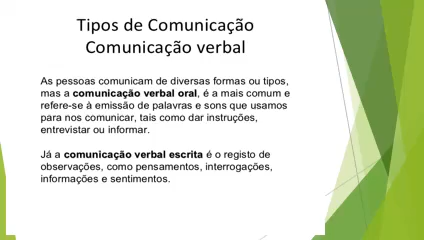 Tipos de Comunicação
Comunicação verbal
As pessoas comunicam de diversas formas ou tipos,
mas a comunicação verbal oral, é a mais comum e
refere-se à emissão de palavras e sons que usamos
para nos comunicar, tais como dar instruções,
entrevistar ou informar.
Já a comunicação verbal escrita é o registo de
observações, como pensamentos, interrogações,
informações e sentimentos.